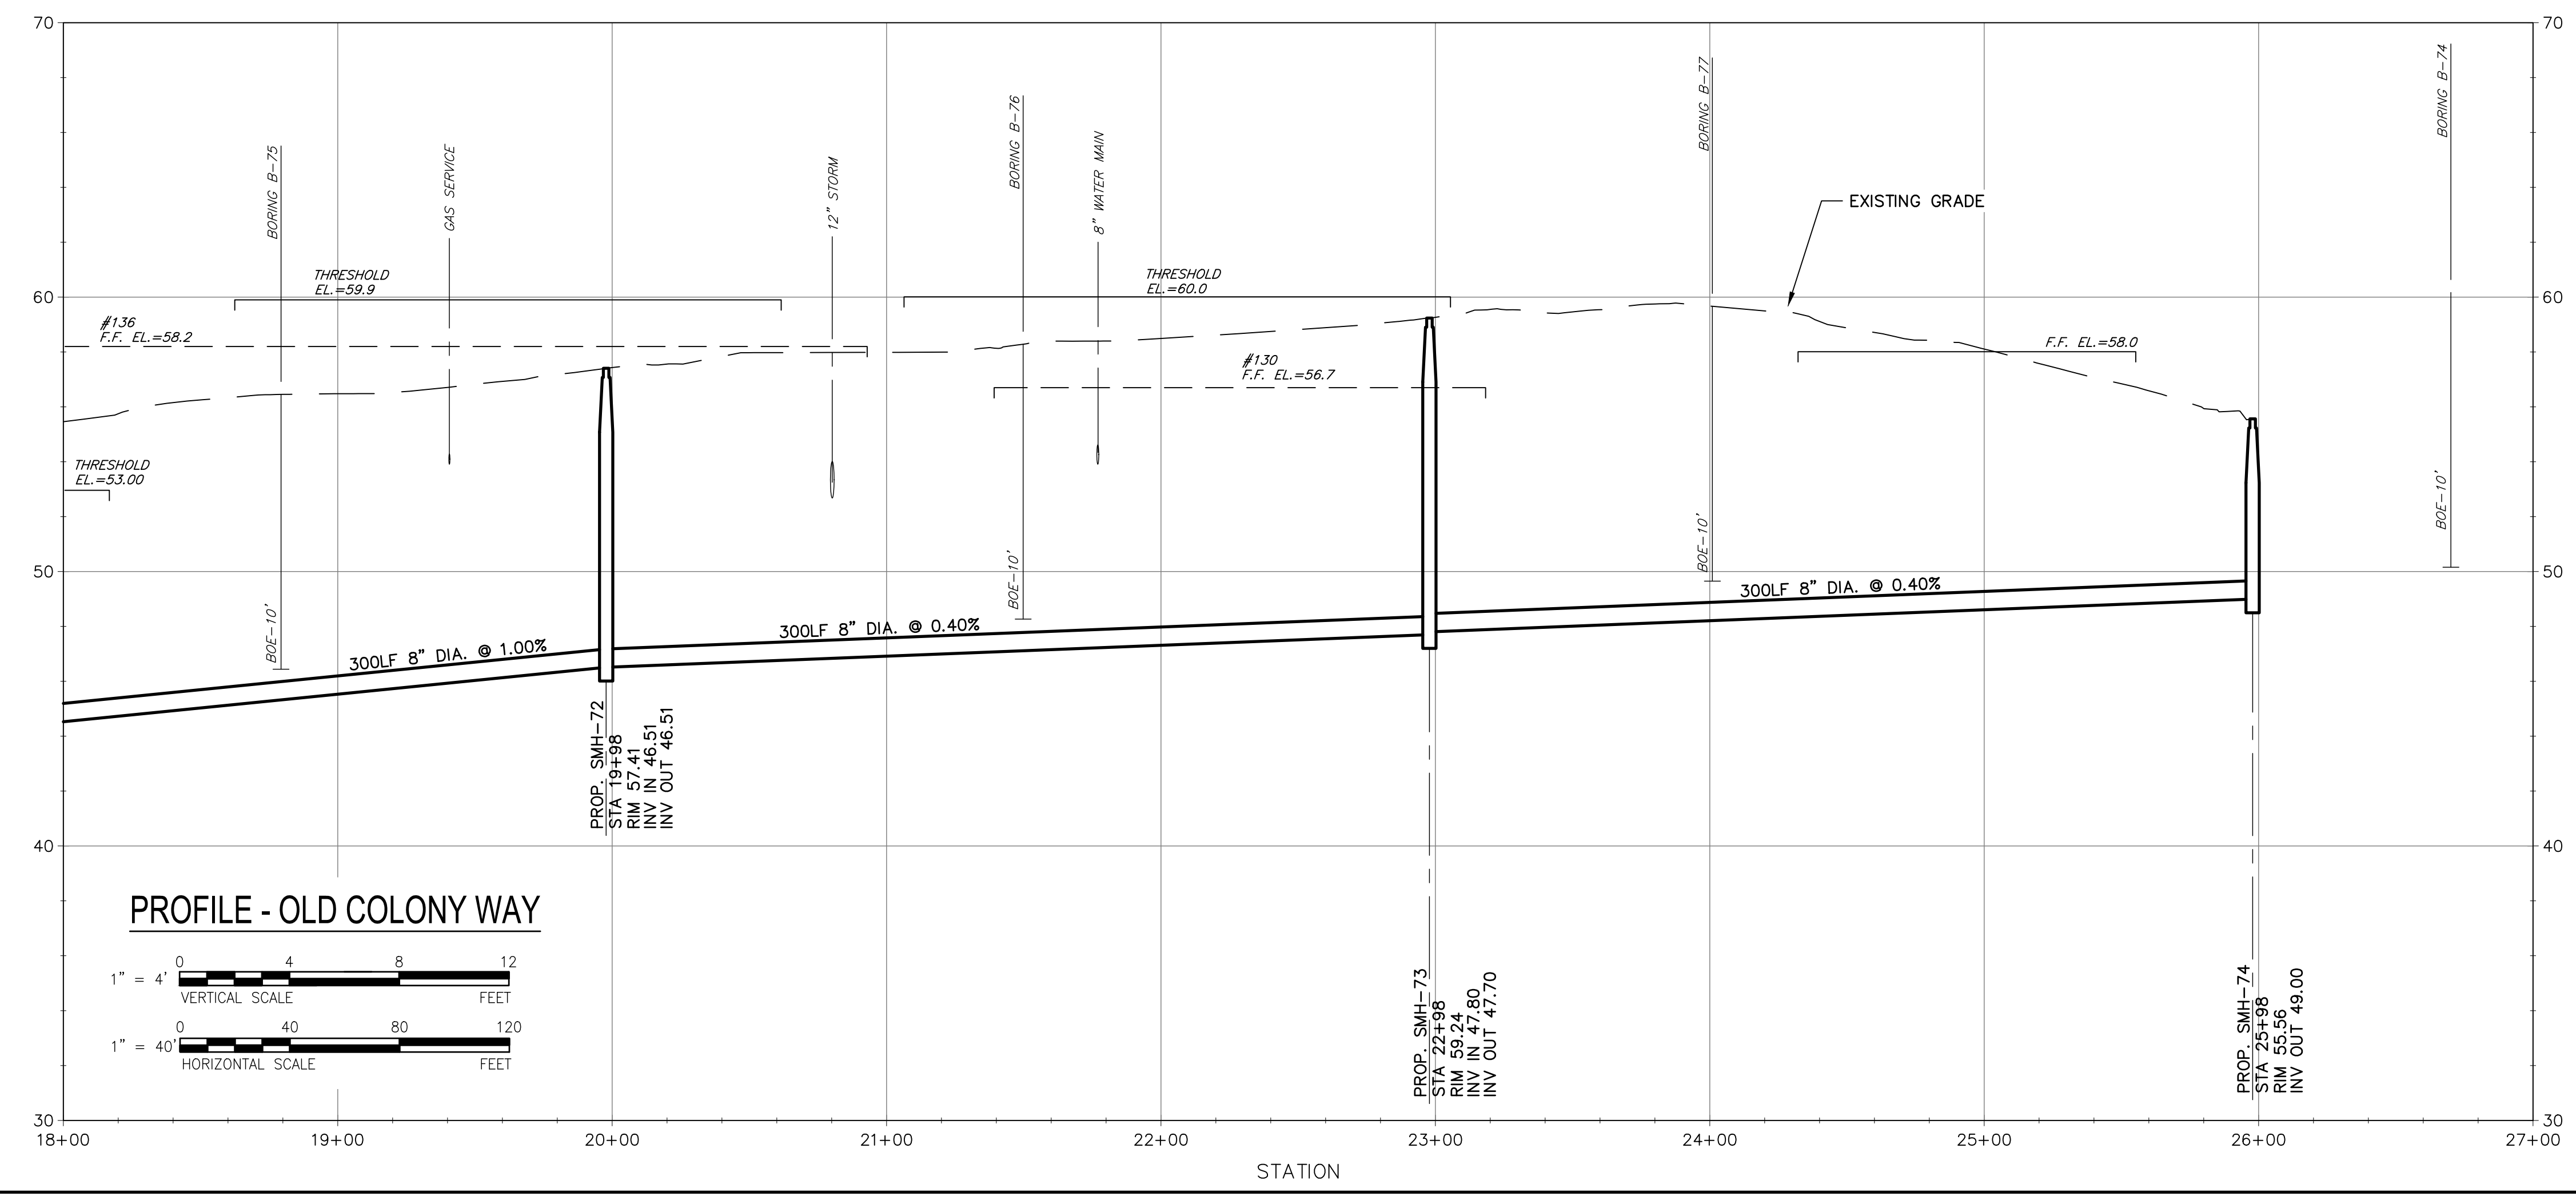 70
70
BORING B-75
GAS SERVICE
12" STORM
BORING B-76
8" WATER MAIN
BORING B-77
BORING B-74
EXISTING GRADE
THRESHOLD
EL.=59.9
THRESHOLD
EL.=60.0
60
60
#136
F.F. EL.=58.2
#130
F.F. EL.=56.7
F.F. EL.=58.0
THRESHOLD
EL.=53.00
50
50
BOE-10'
BOE-10'
BOE-10'
BOE-10'
300LF 8" DIA. @ 1.00%
300LF 8" DIA. @ 0.40%
300LF 8" DIA. @ 0.40%
PROP. SMH-72
STA 19+98
RIM 57.41
INV IN 46.51
INV OUT 46.51
40
40
PROP. SMH-73
STA 22+98
RIM 59.24
INV IN 47.80
INV OUT 47.70
PROP. SMH-74
STA 25+98
RIM 55.56
INV OUT 49.00
PROFILE - OLD COLONY WAY
0 4 8 12
1" = 4'
VERTICAL SCALE FEET
0 40 80 120
1" = 40'
HORIZONTAL SCALE FEET
30
30
18+00 19+00 20+00 21+00 22+00 23+00 24+00 25+00 26+00 27+00
STATION